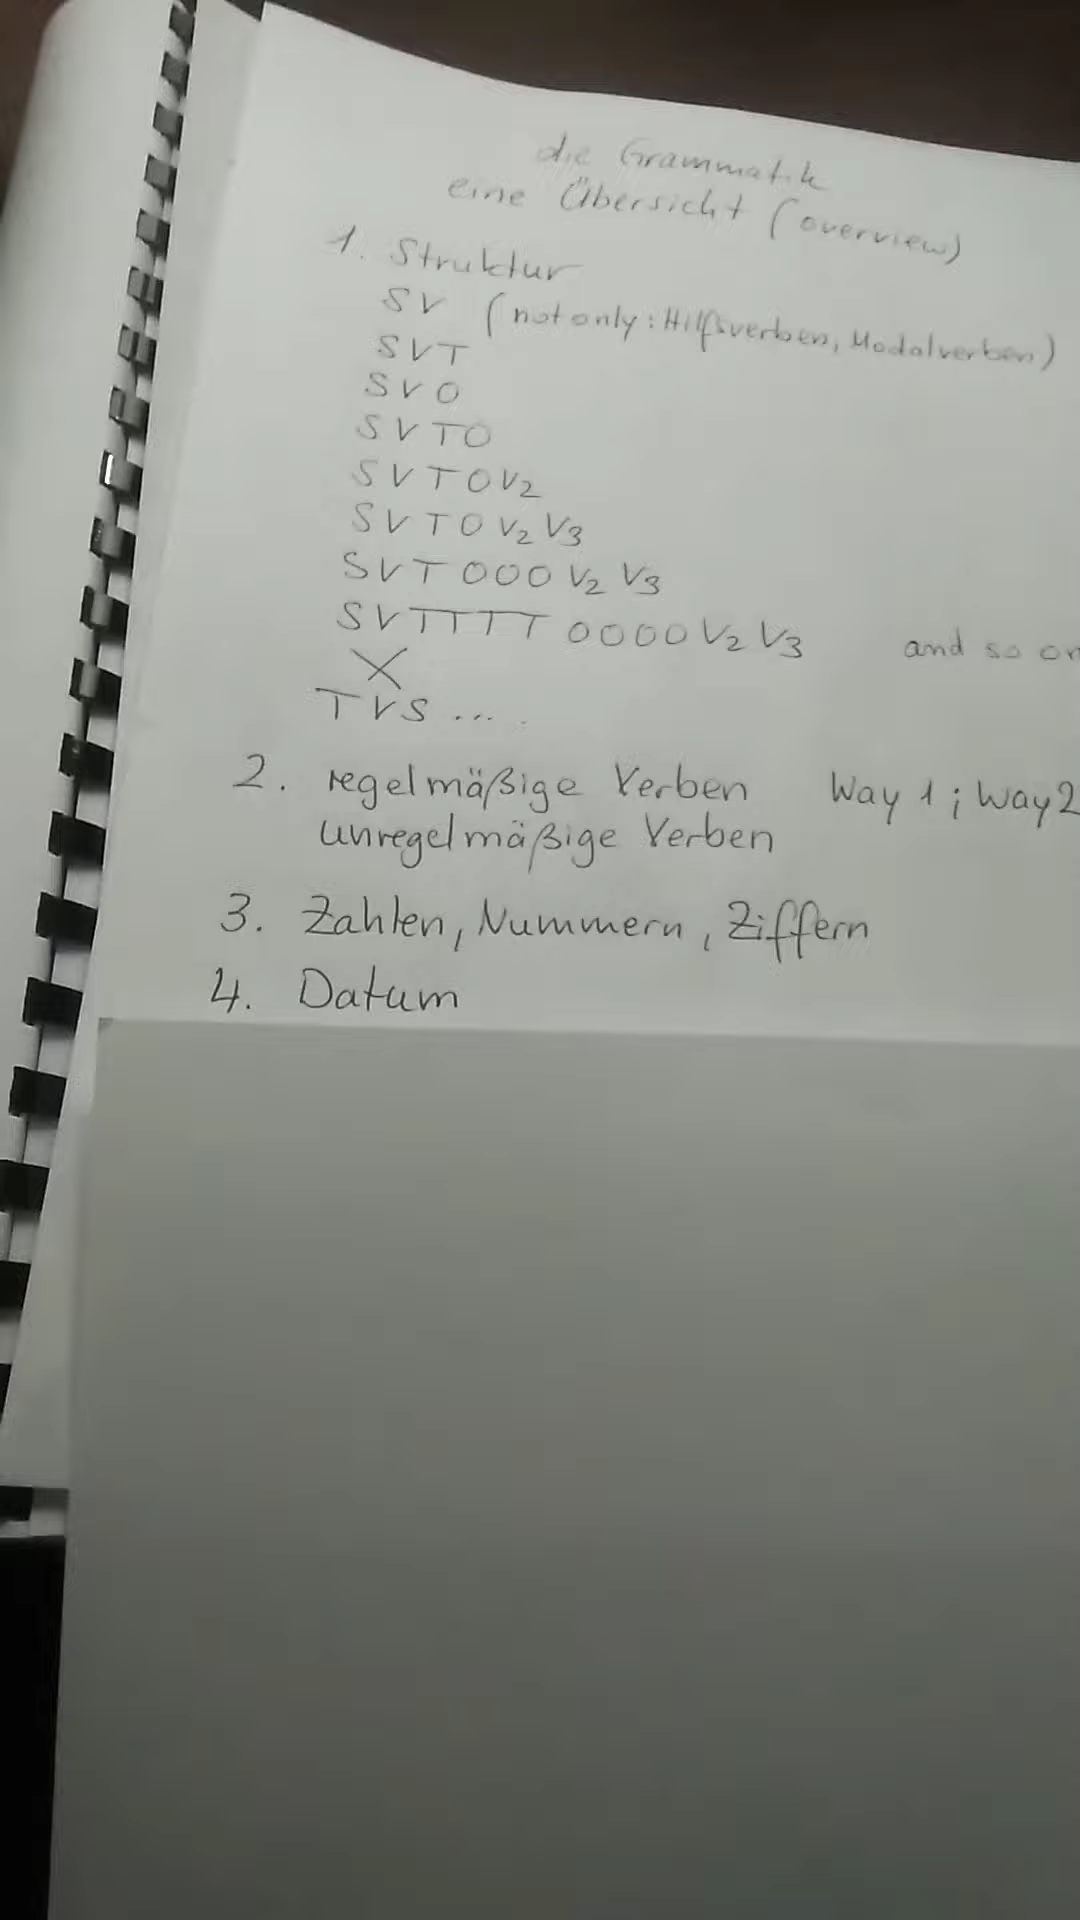 die Grammatik
eine Übersicht (overview)
1. Struktur
SV (not only: Hilfsverben, Modalverben)
SVT
SVO
SVTO
SVTOV2
SVTOV2V3
SVTOOOV2V3
SVTTTTOOOOV2V3 and so on
X
TVS ...
2. regelmäßige Verben Way 1; Way 2
unregelmäßige Verben
3. Zahlen, Nummern, Ziffern
4. Datum